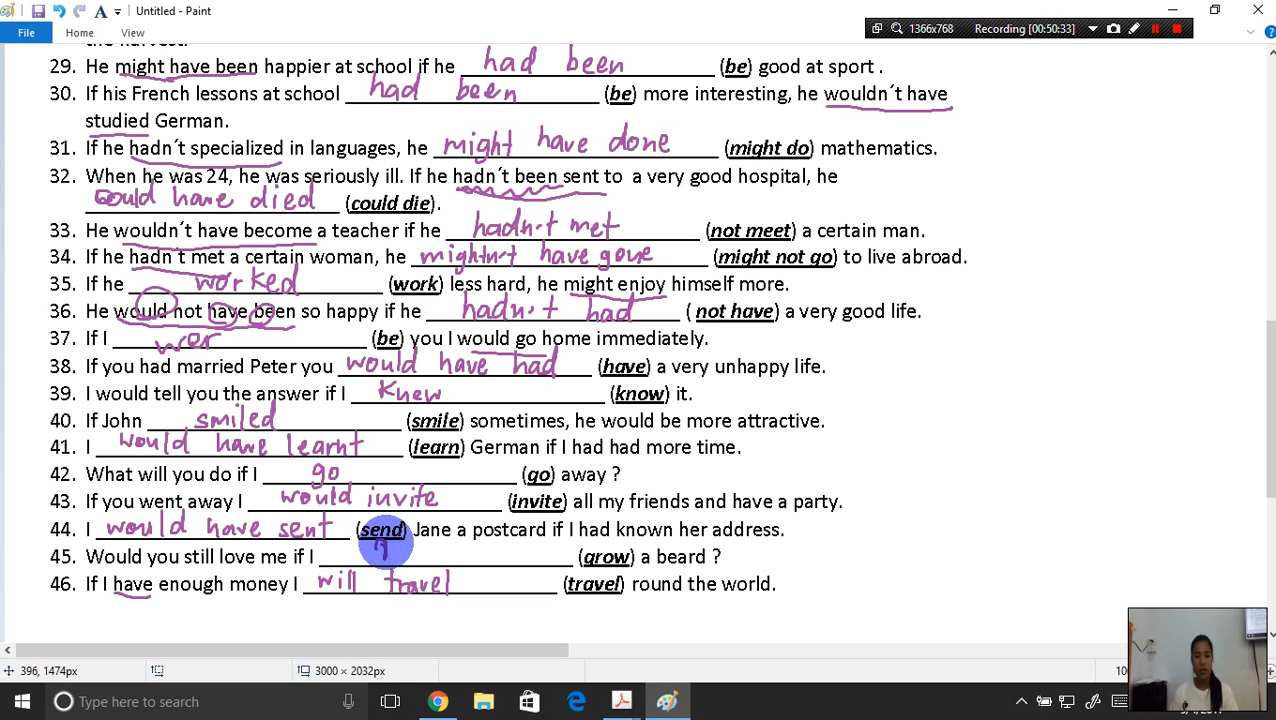 Untitled - Paint
File Home View
1366x768 Recording [00:50:33]
the harvest.
29. He might have been happier at school if he had been (be) good at sport .
30. If his French lessons at school had been (be) more interesting, he wouldn´t have
studied German.
31. If he hadn´t specialized in languages, he might have done (might do) mathematics.
32. When he was 24, he was seriously ill. If he hadn´t been sent to a very good hospital, he
could have died (could die).
33. He wouldn´t have become a teacher if he hadn't met (not meet) a certain man.
34. If he hadn´t met a certain woman, he mightn't have gone (might not go) to live abroad.
35. If he worked (work) less hard, he might enjoy himself more.
36. He would not have been so happy if he hadn't had ( not have) a very good life.
37. If I wer (be) you I would go home immediately.
38. If you had married Peter you would have had (have) a very unhappy life.
39. I would tell you the answer if I knew (know) it.
40. If John smiled (smile) sometimes, he would be more attractive.
41. I would have learnt (learn) German if I had had more time.
42. What will you do if I go (go) away ?
43. If you went away I would invite (invite) all my friends and have a party.
44. I would have sent (send) Jane a postcard if I had known her address.
45. Would you still love me if I (grow) a beard ?
46. If I have enough money I will travel (travel) round the world.
396, 1474px 3000 × 2032px
Type here to search